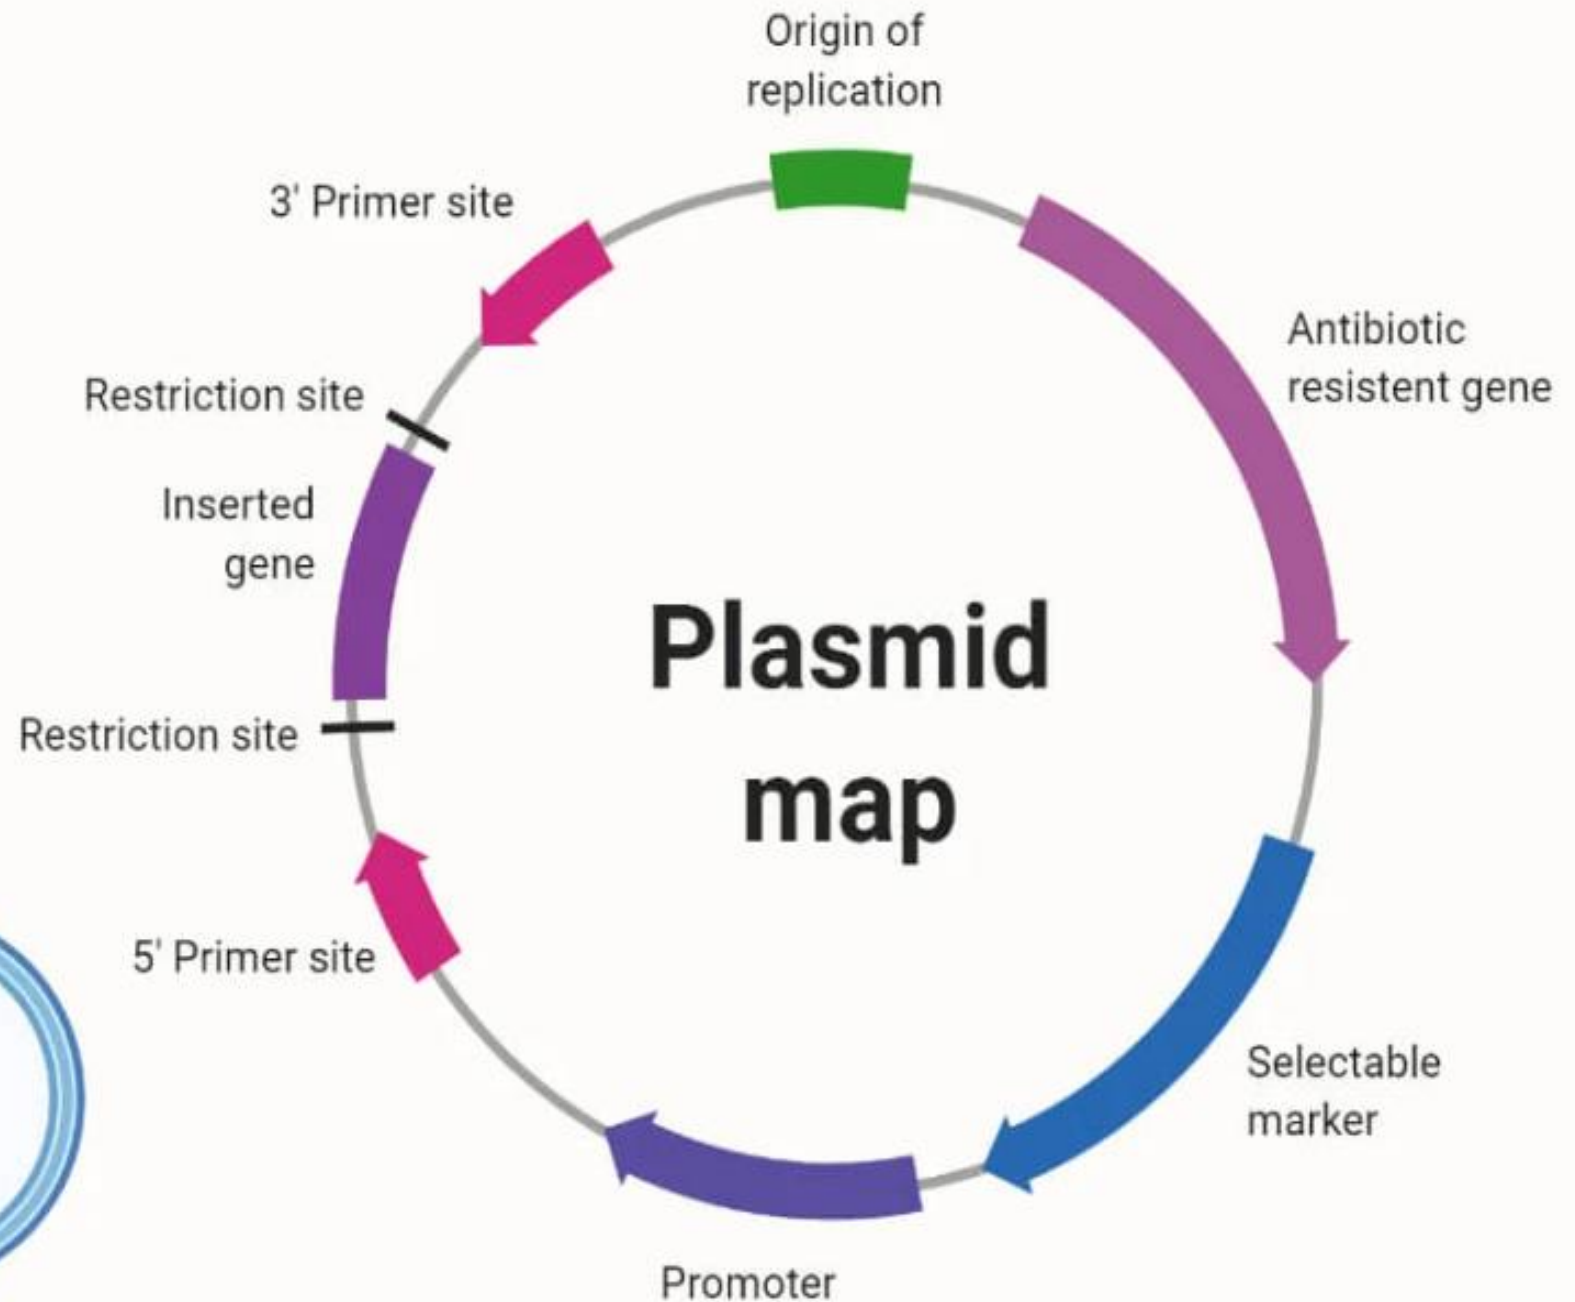 Origin of
replication
3' Primer site
Antibiotic
resistent gene
Restriction site
Inserted
gene
Plasmid
map
Restriction site
5' Primer site
Selectable
marker
Promoter